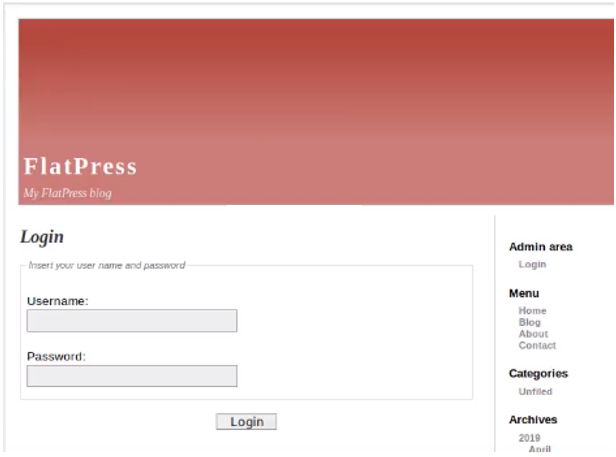 FlatPress
My FlatPress blog
Login
Insert your user name and password
Username:
Password:
Login
Admin area
Login
Menu
Home
Blog
About
Contact
Categories
Unfiled
Archives
2019
April